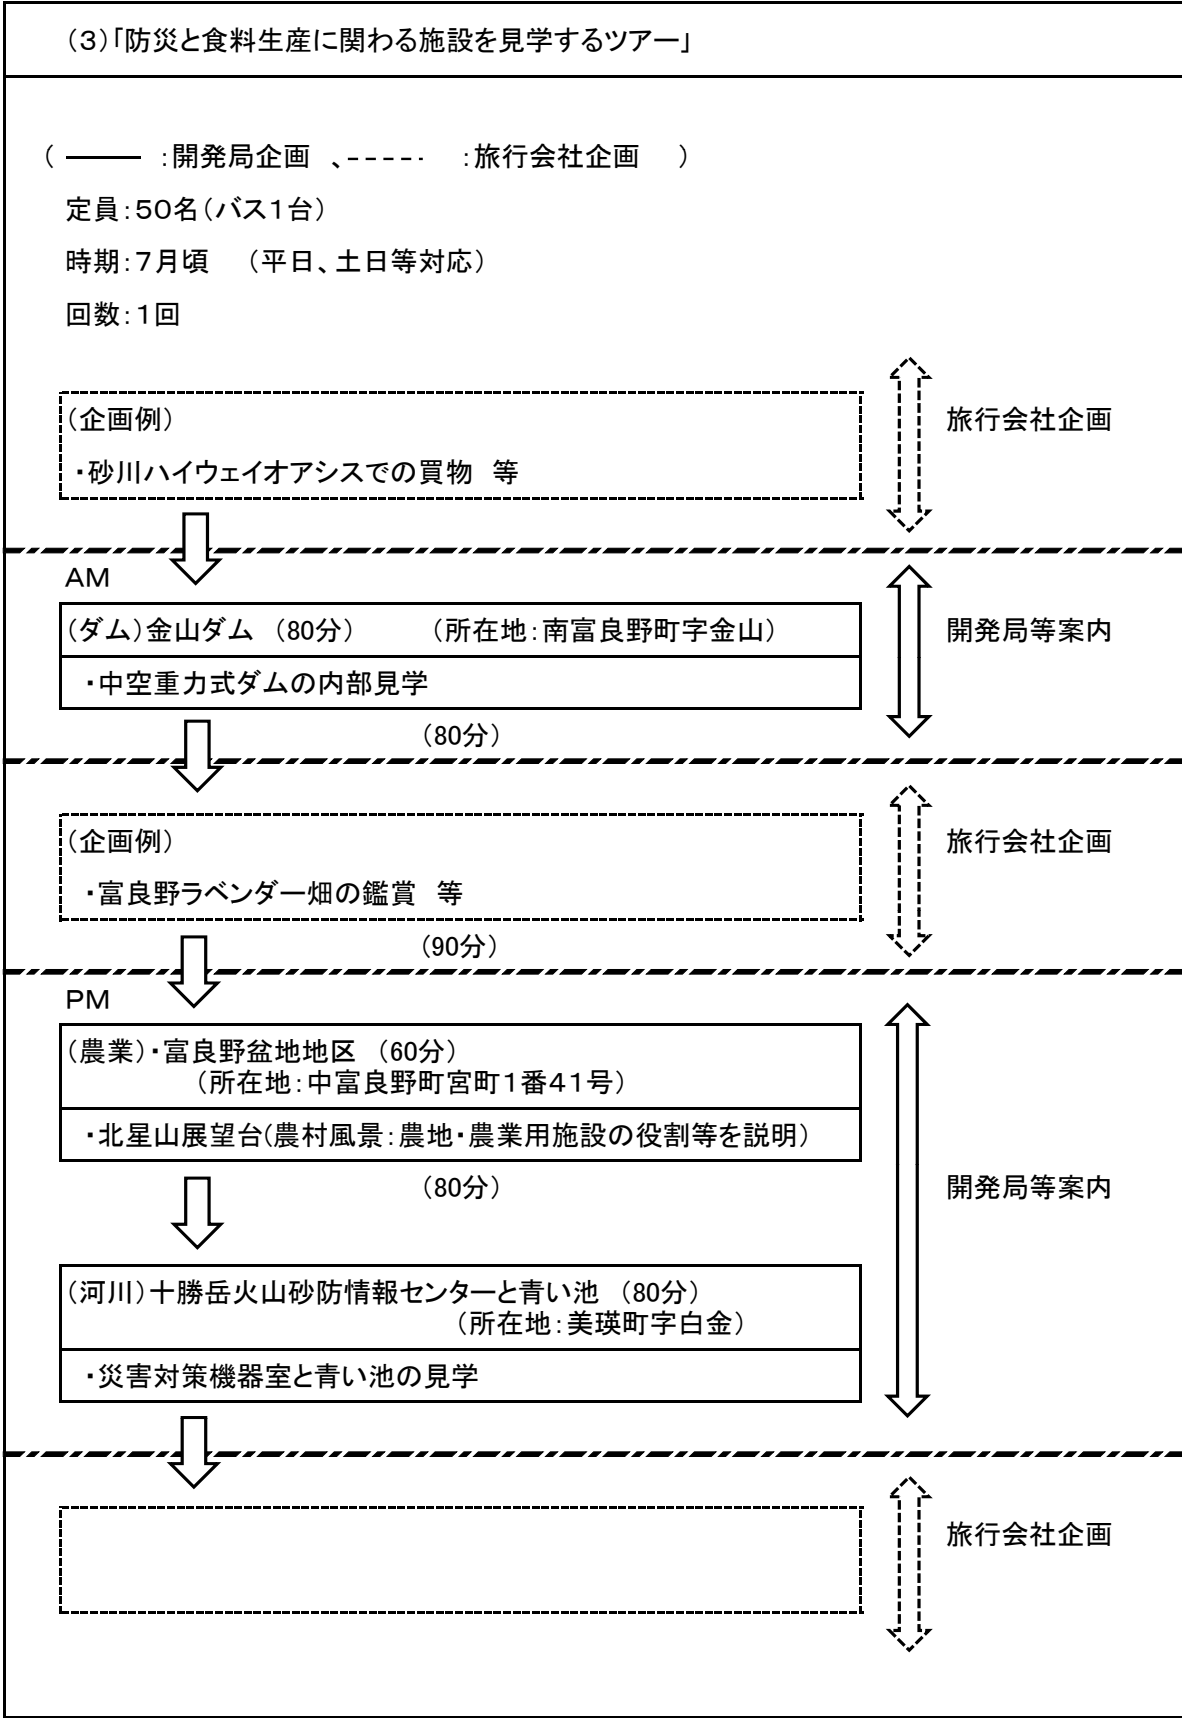 (3)「防災と食料生産に関わる施設を見学するツアー」
( ―― :開発局企画 、----- :旅行会社企画 )
定員:50名(バス1台)
時期:7月頃 (平日、土日等対応)
回数:1回
(企画例)
・砂川ハイウェイオアシスでの買物 等
旅行会社企画
AM
(ダム)金山ダム (80分) (所在地:南富良野町字金山)
・中空重力式ダムの内部見学
開発局等案内
(80分)
(企画例)
・富良野ラベンダー畑の鑑賞 等
旅行会社企画
(90分)
PM
(農業)・富良野盆地地区 (60分)
(所在地:中富良野町宮町1番41号)
・北星山展望台(農村風景:農地・農業用施設の役割等を説明)
(80分)
開発局等案内
(河川)十勝岳火山砂防情報センターと青い池 (80分)
(所在地:美瑛町字白金)
・災害対策機器室と青い池の見学
旅行会社企画